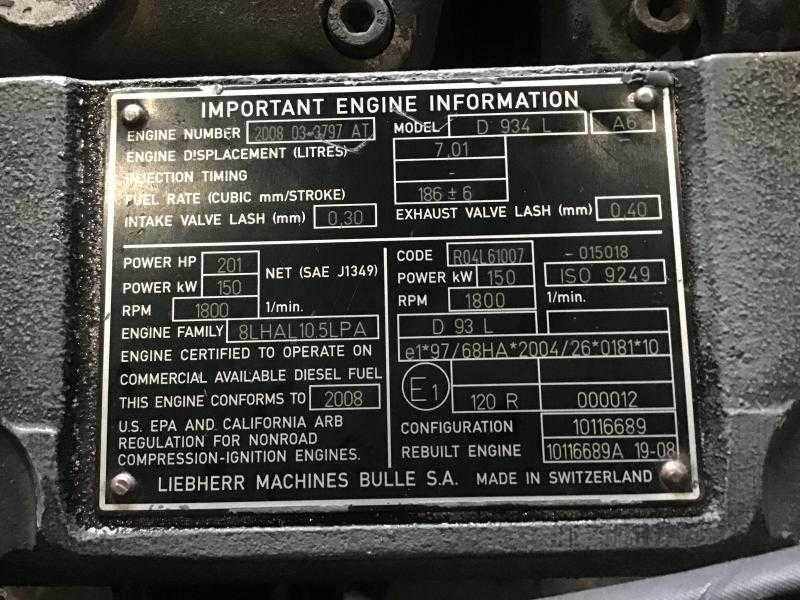 IMPORTANT ENGINE INFORMATION
ENGINE NUMBER 2008 03-3797 AT MODEL D 934 L A6
ENGINE DISPLACEMENT (LITRES) 7.01
INJECTION TIMING -
FUEL RATE (CUBIC mm/STROKE) 186 ± 6
INTAKE VALVE LASH (mm) 0,30 EXHAUST VALVE LASH (mm) 0,40
POWER HP 201 NET (SAE J1349)
POWER kW 150
RPM 1800 1/min.
ENGINE FAMILY 8LHAL10.5LPA
ENGINE CERTIFIED TO OPERATE ON
COMMERCIAL AVAILABLE DIESEL FUEL
THIS ENGINE CONFORMS TO 2008
U.S. EPA AND CALIFORNIA ARB
REGULATION FOR NONROAD
COMPRESSION-IGNITION ENGINES.
CODE R04L61007 -015018
POWER kW 150 ISO 9249
RPM 1800 1/min.
D 93 L
e1*97/68HA*2004/26*0181*10
E1
120 R 000012
CONFIGURATION 10116689
REBUILT ENGINE 10116689A 19-08
LIEBHERR MACHINES BULLE S.A. MADE IN SWITZERLAND